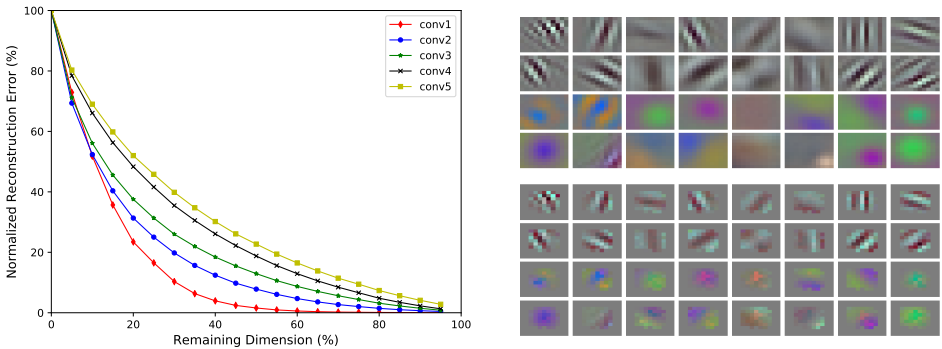 100
80
60
40
20
0
Normalized Reconstruction Error (%)
conv1
conv2
conv3
conv4
conv5
0 20 40 60 80 100
Remaining Dimension (%)